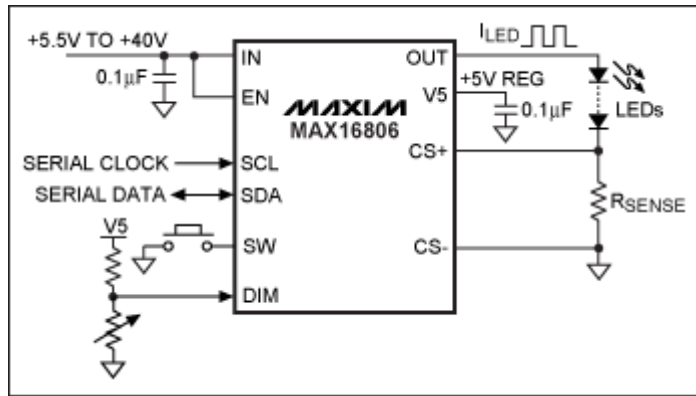 +5.5V TO +40V
0.1µF
IN
EN
SCL
SDA
SW
DIM
MAXIM
MAX16806
OUT
V5
CS+
CS-
SERIAL CLOCK
SERIAL DATA
V5
ILED
+5V REG
0.1µF
LEDs
RSENSE